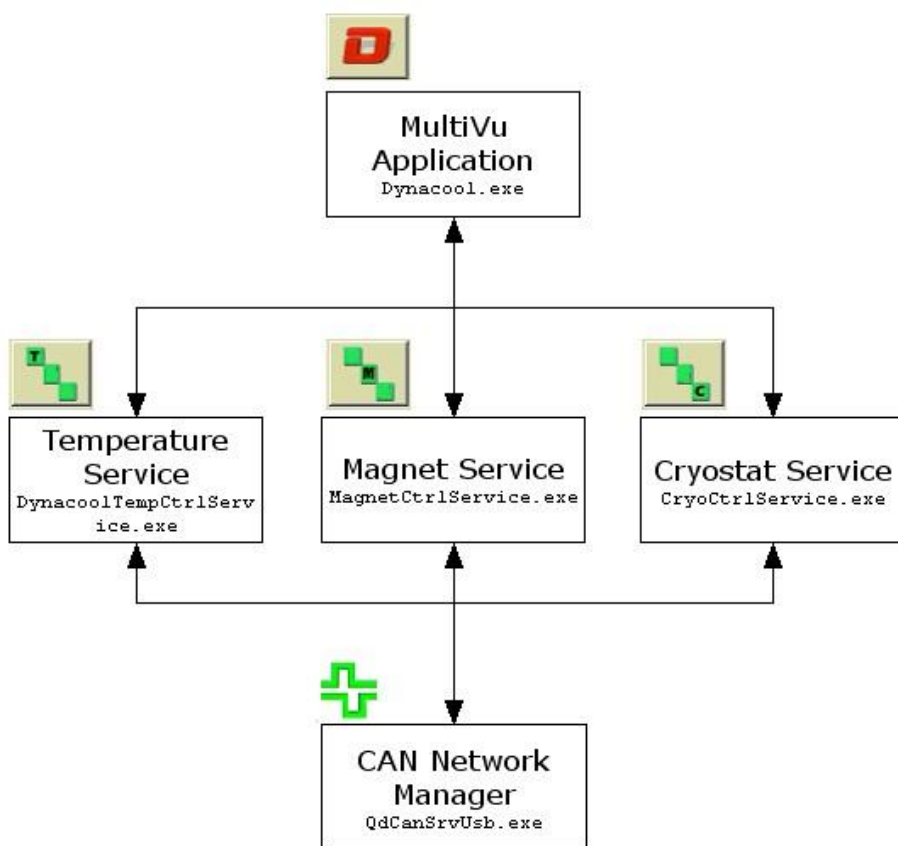 D
MultiVu
Application
Dynacool.exe
T
M
C
Temperature
Service
DynacoolTempCtrlServ
ice.exe
Magnet Service
MagnetCtrlService.exe
Cryostat Service
CryoCtrlService.exe
CAN Network
Manager
QdCanSrvUsb.exe